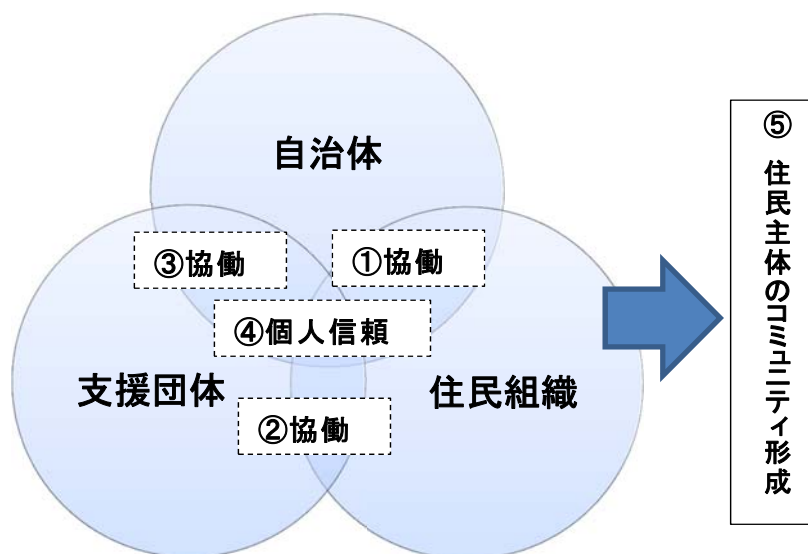 自治体
③協働
①協働
④個人信頼
支援団体
住民組織
②協働
⑤ 住民主体のコミュニティ形成